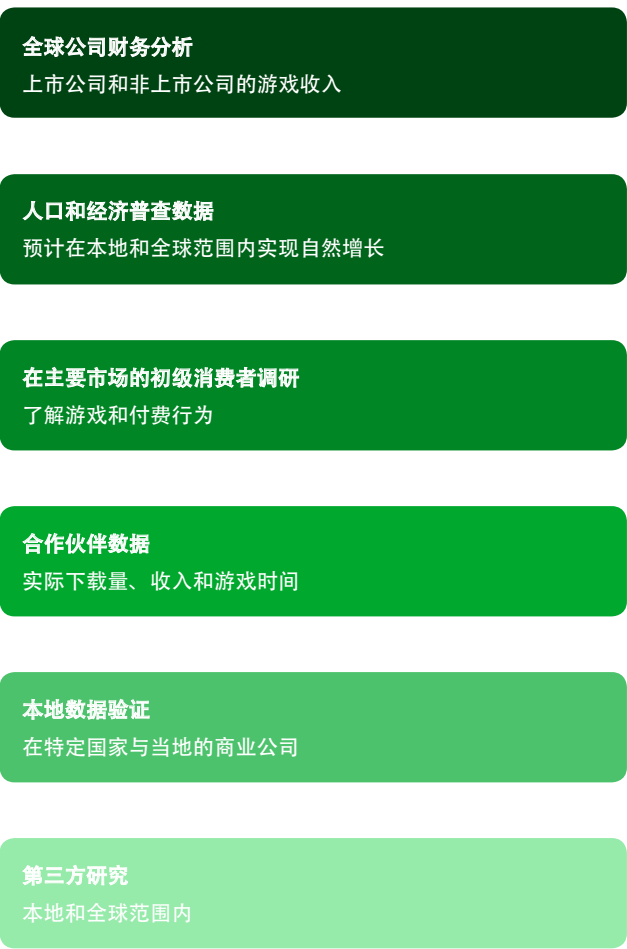 全球公司财务分析
上市公司和非上市公司的游戏收入
人口和经济普查数据
预计在本地和全球范围内实现自然增长
在主要市场的初级消费者调研
了解游戏和付费行为
合作伙伴数据
实际下载量、收入和游戏时间
本地数据验证
在特定国家与当地的商业公司
第三方研究
本地和全球范围内